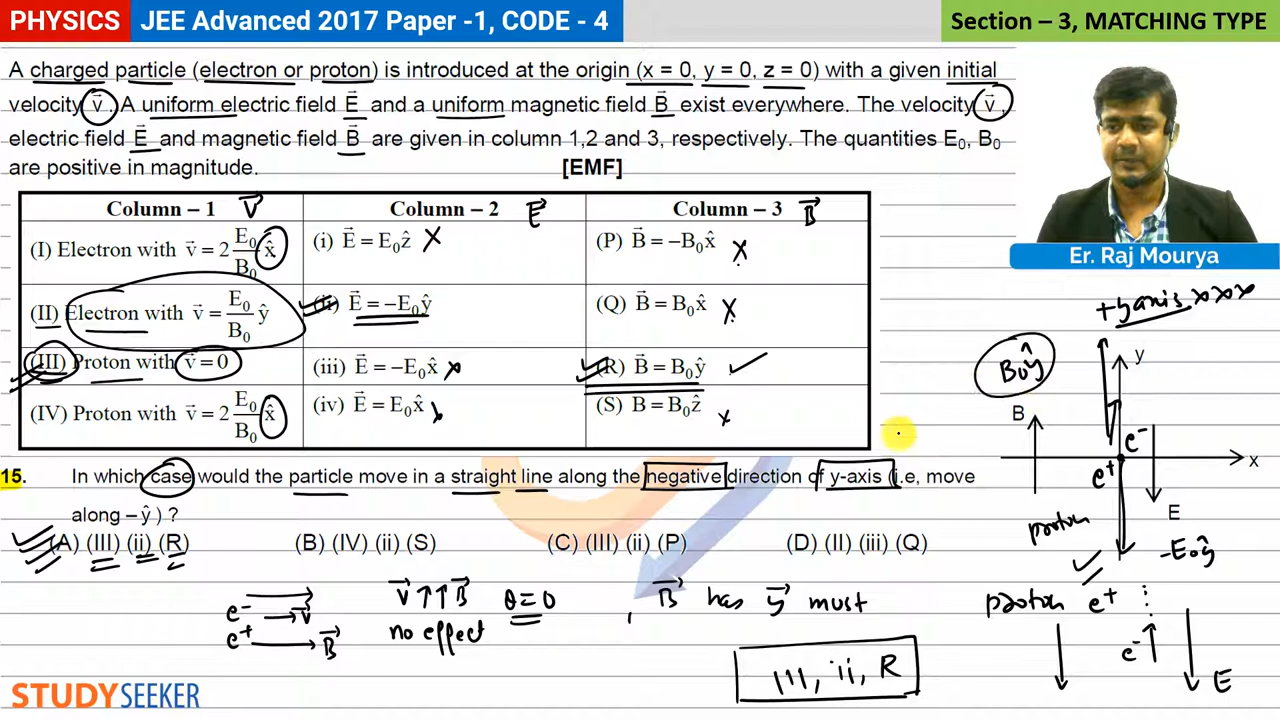 PHYSICS JEE Advanced 2017 Paper -1, CODE - 4 Section – 3, MATCHING TYPE
A charged particle (electron or proton) is introduced at the origin (x = 0, y = 0, z = 0) with a given initial
velocity v⃗ . A uniform electric field E⃗ and a uniform magnetic field B⃗ exist everywhere. The velocity v⃗ ,
electric field E⃗ and magnetic field B⃗ are given in column 1,2 and 3, respectively. The quantities E₀, B₀
are positive in magnitude. [EMF]
Column – 1 V⃗ Column – 2 E⃗ Column – 3 B⃗
(I) Electron with v⃗ = 2 E₀/B₀ x̂ (i) E⃗ = E₀ẑ × (P) B⃗ = −B₀x̂ ×
(II) Electron with v⃗ = E₀/B₀ ŷ (ii) E⃗ = −E₀ŷ (Q) B⃗ = B₀x̂ ×
(III) Proton with v⃗ = 0 (iii) E⃗ = −E₀x̂ × (R) B⃗ = B₀ŷ ✓
(IV) Proton with v⃗ = 2 E₀/B₀ x̂ (iv) E⃗ = E₀x̂ × (S) B = B₀ẑ ×
Er. Raj Mourya
+y axis × × ×
B₀ŷ
y
B
e⁻
x
e⁺
E
proton
−E₀ŷ
15. In which case would the particle move in a straight line along the negative direction of y-axis (i.e, move
along – ŷ ) ?
(A) (III) (ii) (R) (B) (IV) (ii) (S) (C) (III) (ii) (P) (D) (II) (iii) (Q)
e⁻ V⃗
e⁺ B⃗
V⃗ ↑↑ B⃗ θ = 0 , B⃗ has y⃗ must
no effect
proton e⁺
e⁻
E
III, ii, R
STUDYSEEKER